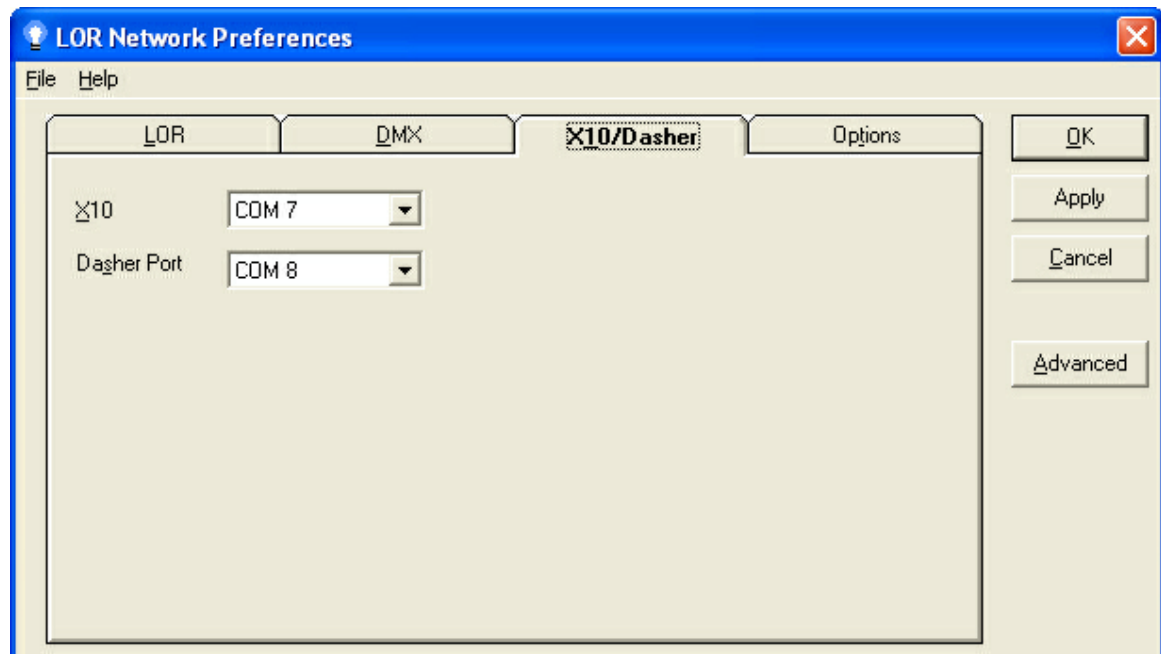 LOR Network Preferences
File Help
LOR DMX X10/Dasher Options
OK
X10 COM 7
Apply
Dasher Port COM 8
Cancel
Advanced